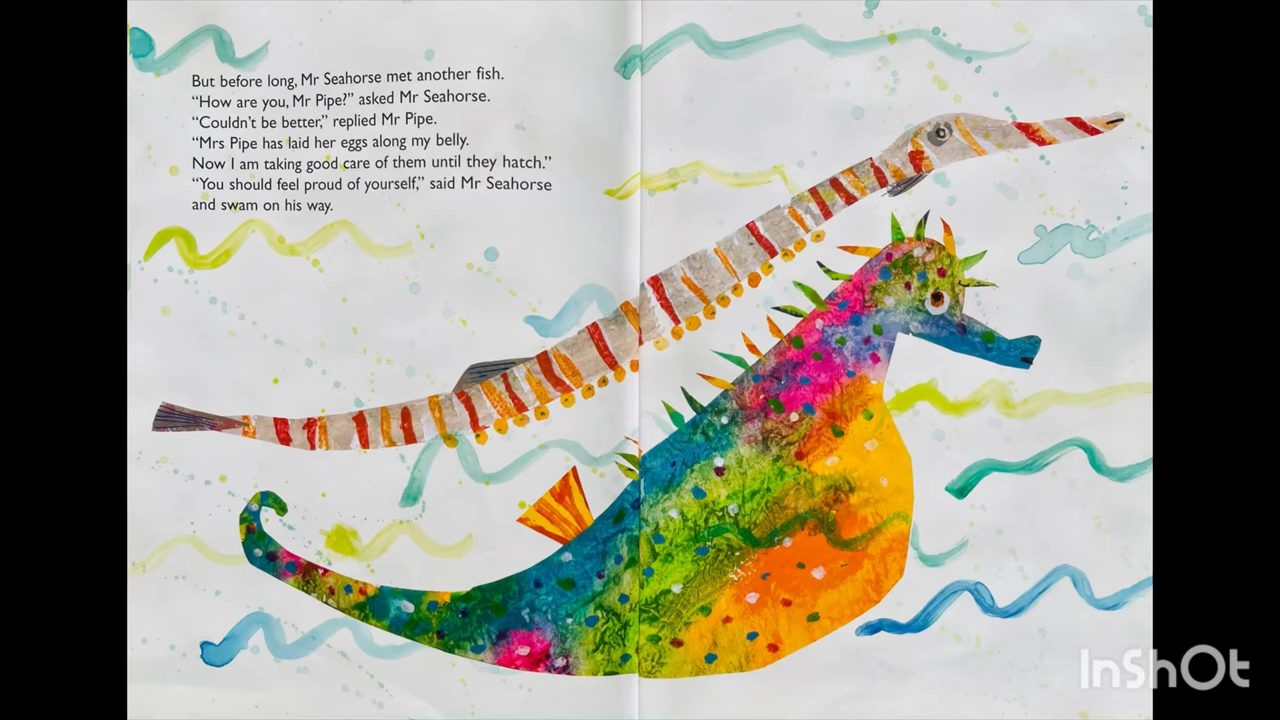 But before long, Mr Seahorse met another fish.
“How are you, Mr Pipe?” asked Mr Seahorse.
“Couldn’t be better,” replied Mr Pipe.
“Mrs Pipe has laid her eggs along my belly.
Now I am taking good care of them until they hatch.”
“You should feel proud of yourself,” said Mr Seahorse
and swam on his way.
InShOt